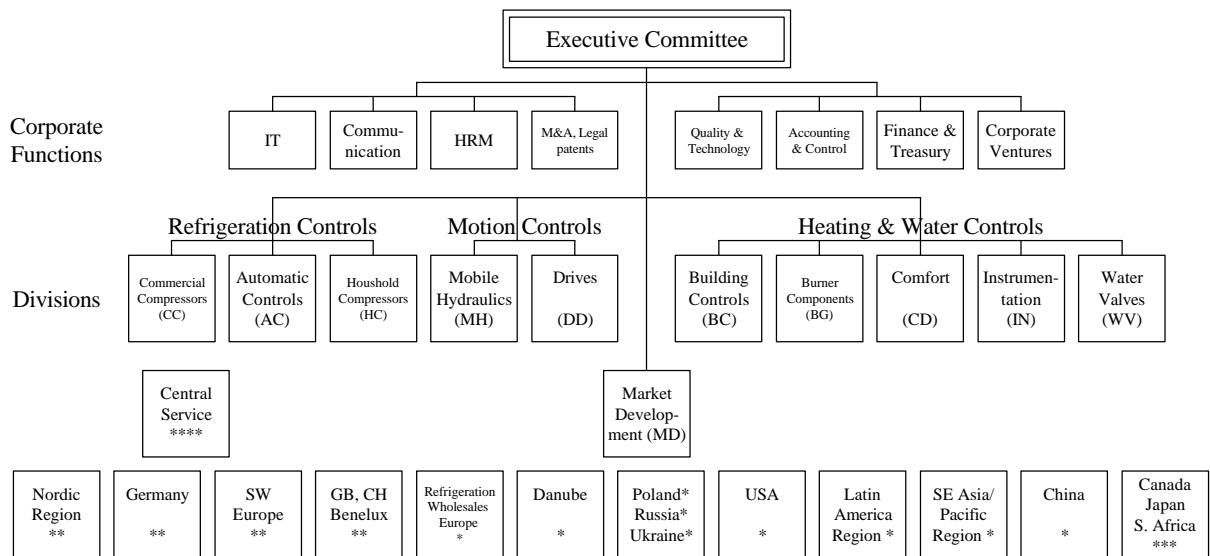 Executive Committee
Corporate
Functions
IT
Commu-
nication
HRM
M&A, Legal
patents
Quality &
Technology
Accounting
& Control
Finance &
Treasury
Corporate
Ventures
Refrigeration Controls
Motion Controls
Heating & Water Controls
Divisions
Commercial
Compressors
(CC)
Automatic
Controls
(AC)
Houshold
Compressors
(HC)
Mobile
Hydraulics
(MH)
Drives
(DD)
Building
Controls
(BC)
Burner
Components
(BG)
Comfort
(CD)
Instrumen-
tation
(IN)
Water
Valves
(WV)
Central
Service
****
Market
Develop-
ment (MD)
Nordic
Region
**
Germany
**
SW
Europe
**
GB, CH
Benelux
**
Refrigeration
Wholesales
Europe
*
Danube
*
Poland*
Russia*
Ukraine*
USA
*
Latin
America
Region *
SE Asia/
Pacific
Region *
China
*
Canada
Japan
S. Africa
***